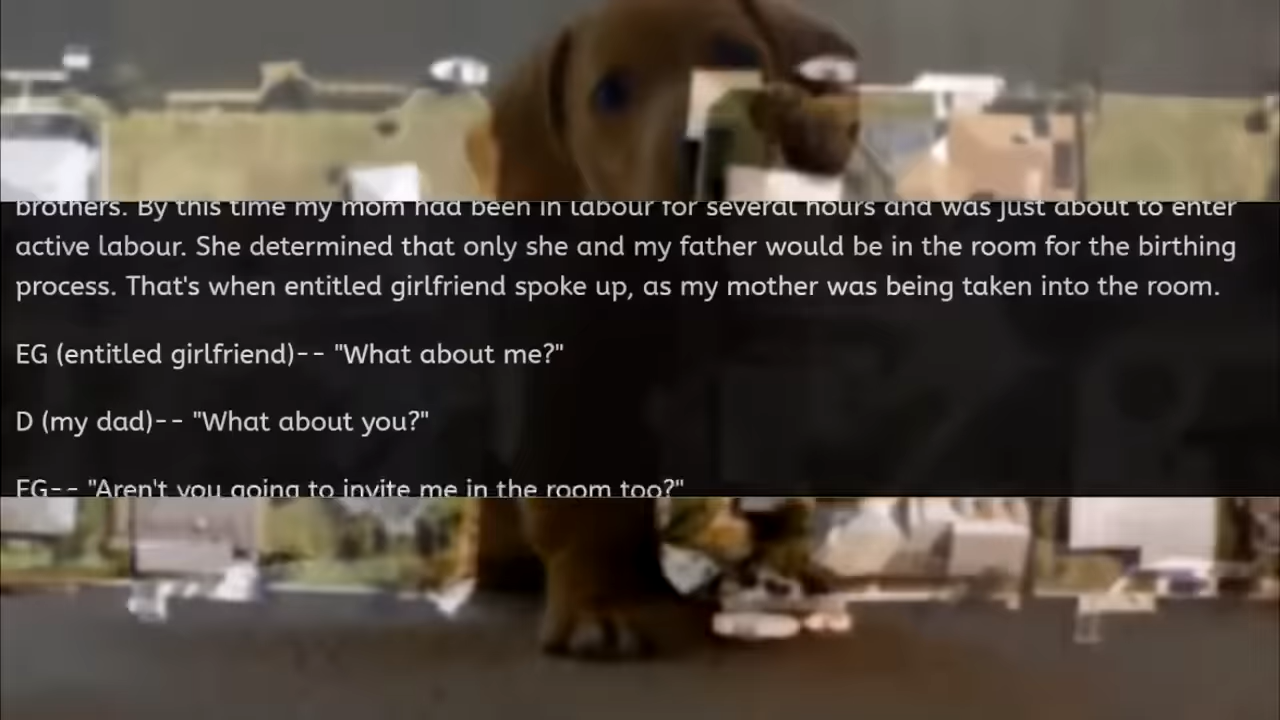 brothers. By this time my mom had been in labour for several hours and was just about to enter
active labour. She determined that only she and my father would be in the room for the birthing
process. That's when entitled girlfriend spoke up, as my mother was being taken into the room.
EG (entitled girlfriend)-- "What about me?"
D (my dad)-- "What about you?"
EG-- "Aren't you going to invite me in the room too?"